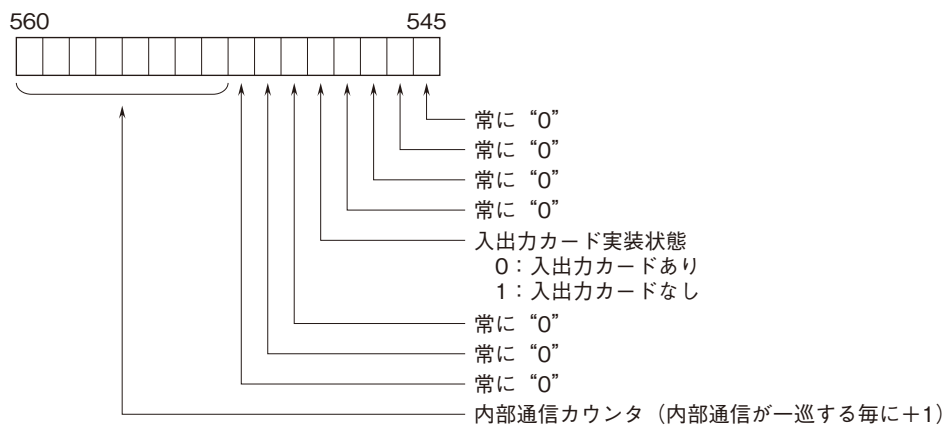 560 545
常に “0”
常に “0”
常に “0”
常に “0”
入出力カード実装状態
0：入出力カードあり
1：入出力カードなし
常に “0”
常に “0”
常に “0”
内部通信カウンタ（内部通信が一巡する毎に＋1）